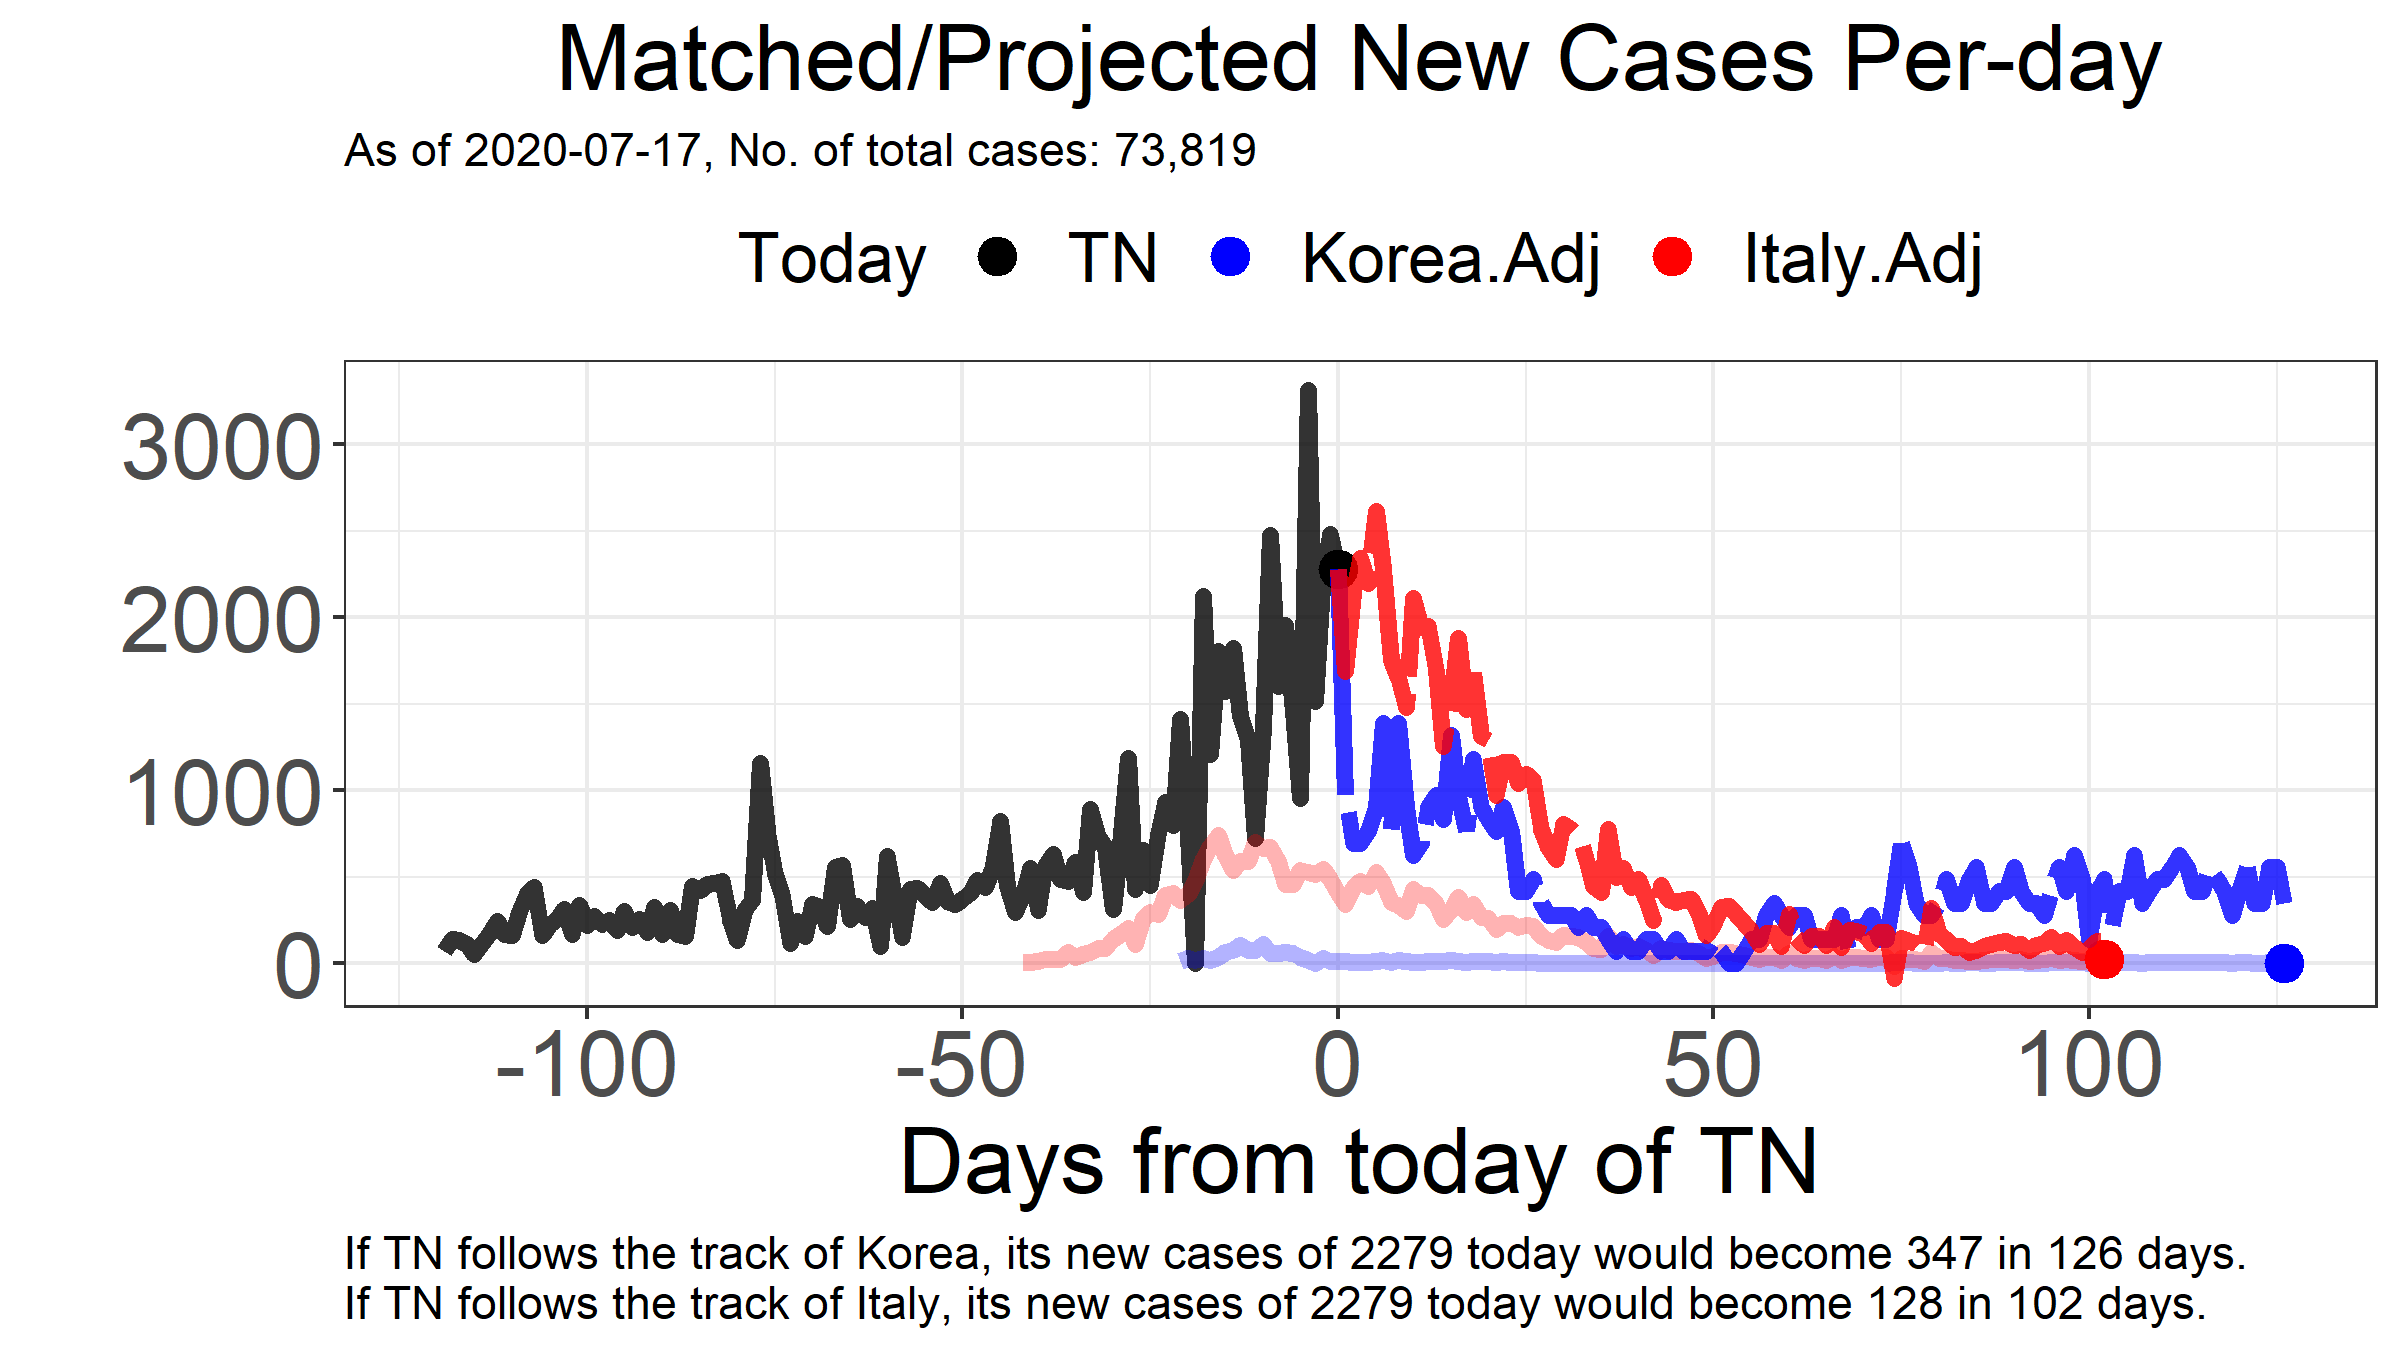 Matched/Projected New Cases Per-day
As of 2020-07-17, No. of total cases: 73,819
Today TN Korea.Adj Italy.Adj
3000
2000
1000
0
-100 -50 0 50 100
Days from today of TN
If TN follows the track of Korea, its new cases of 2279 today would become 347 in 126 days.
If TN follows the track of Italy, its new cases of 2279 today would become 128 in 102 days.